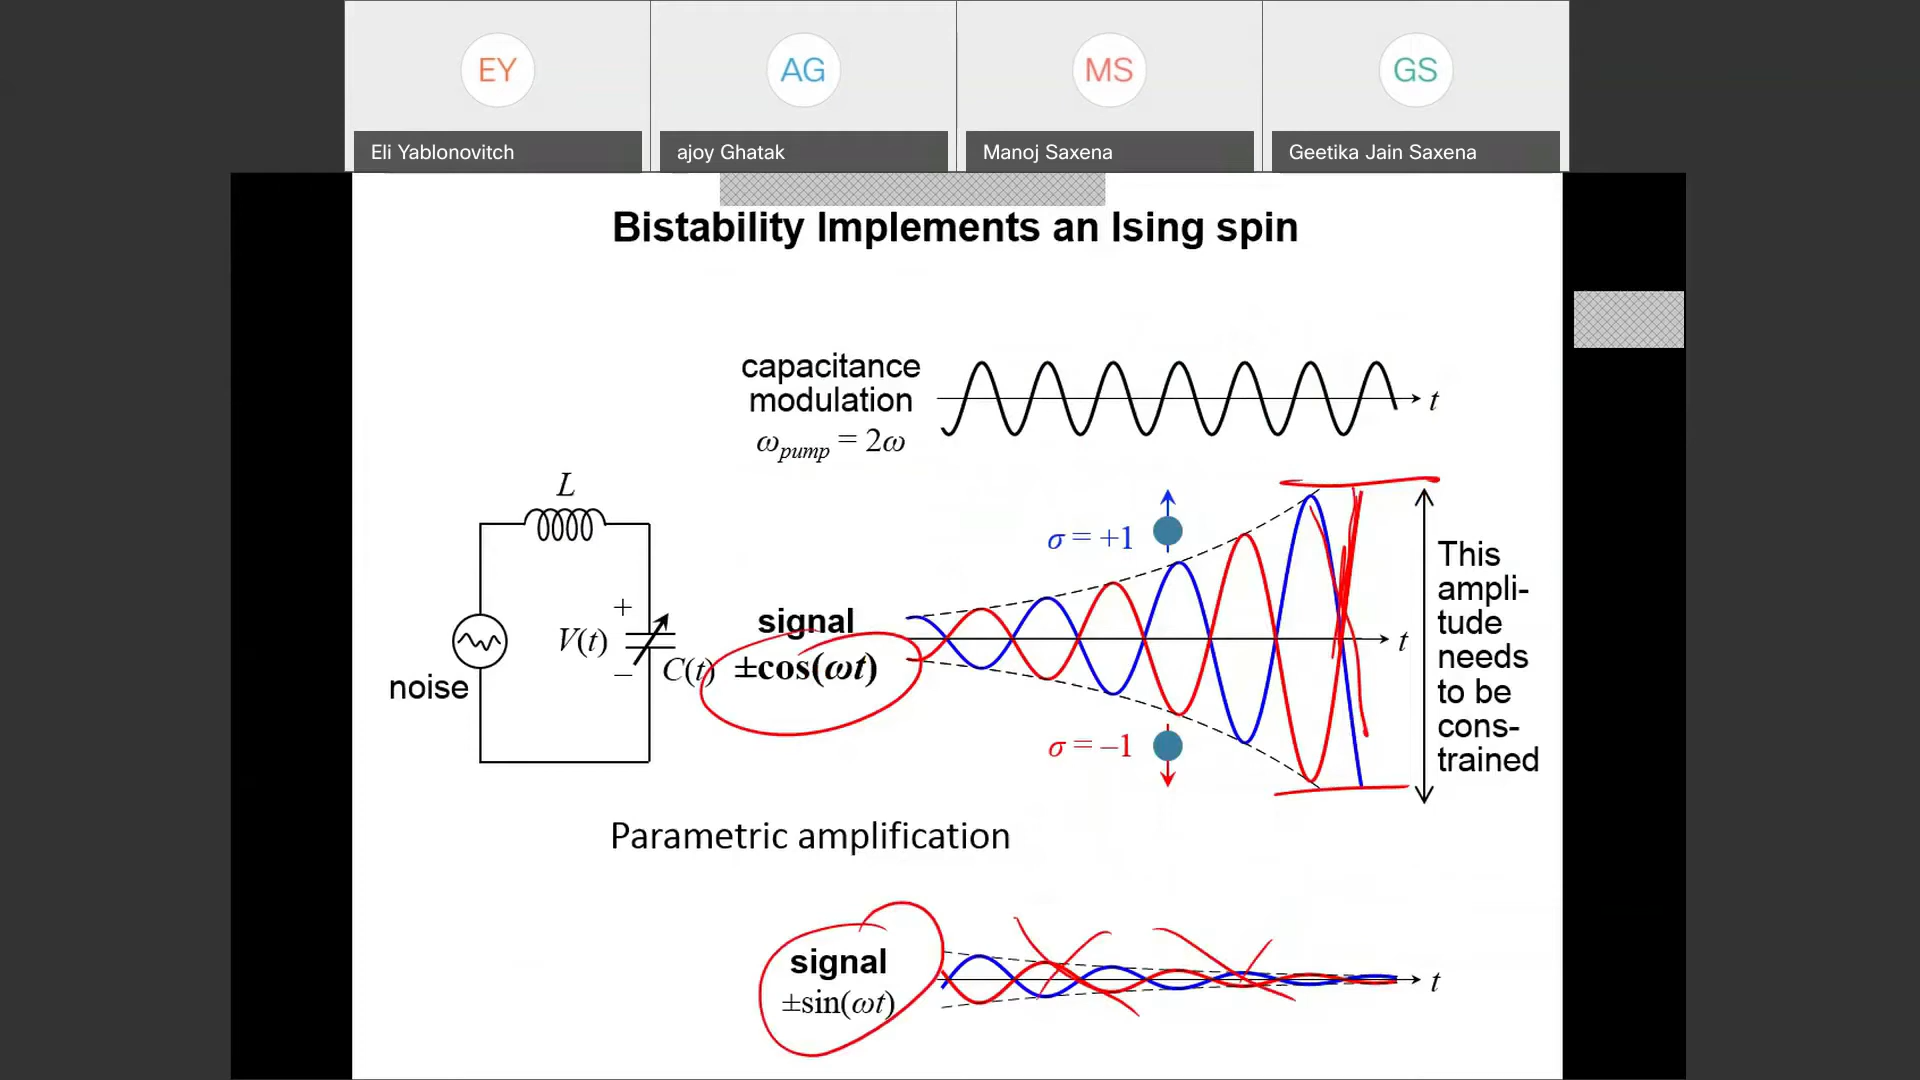 EY
AG
MS
GS
Eli Yablonovitch
ajoy Ghatak
Manoj Saxena
Geetika Jain Saxena
Bistability Implements an Ising spin
capacitance
modulation
ω_pump = 2ω
t
L
+
V(t)
−
C(t)
noise
signal
±cos(ωt)
σ = +1
σ = −1
t
This
ampli-
tude
needs
to be
cons-
trained
Parametric amplification
signal
±sin(ωt)
t